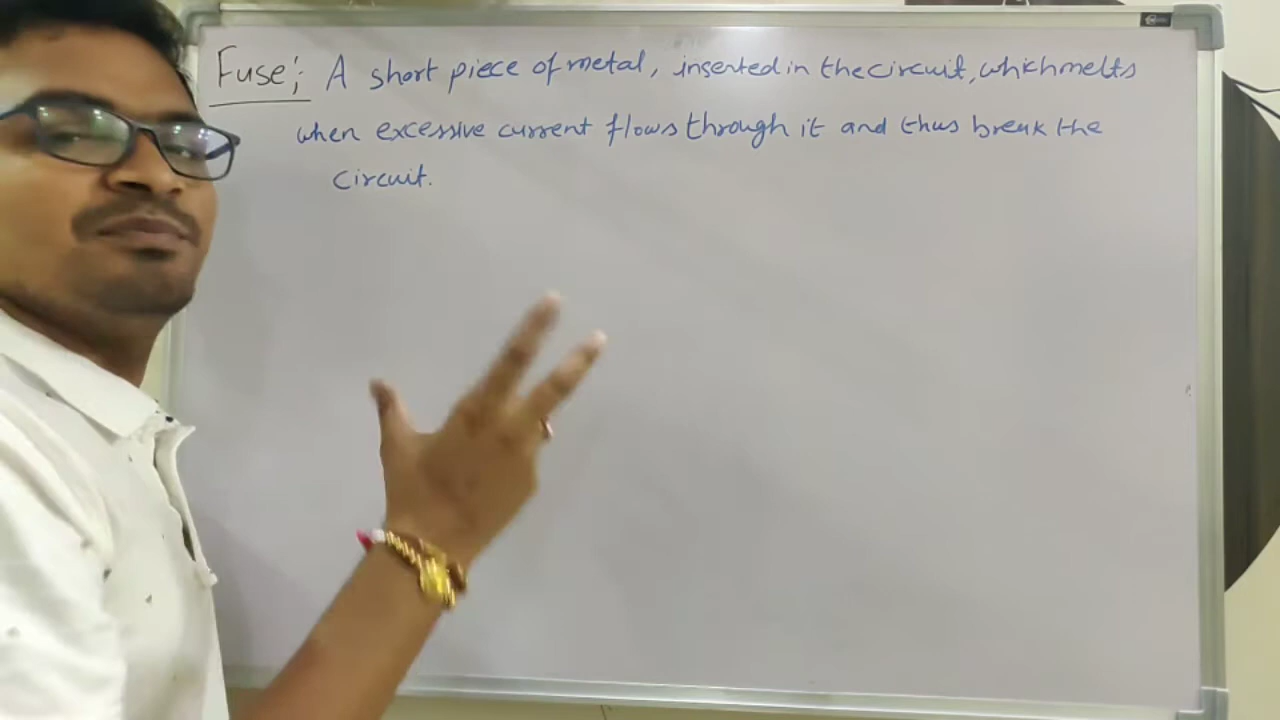 Fuse:- A short piece of metal, inserted in the circuit, which melts
when excessive current flows through it and thus break the
circuit.